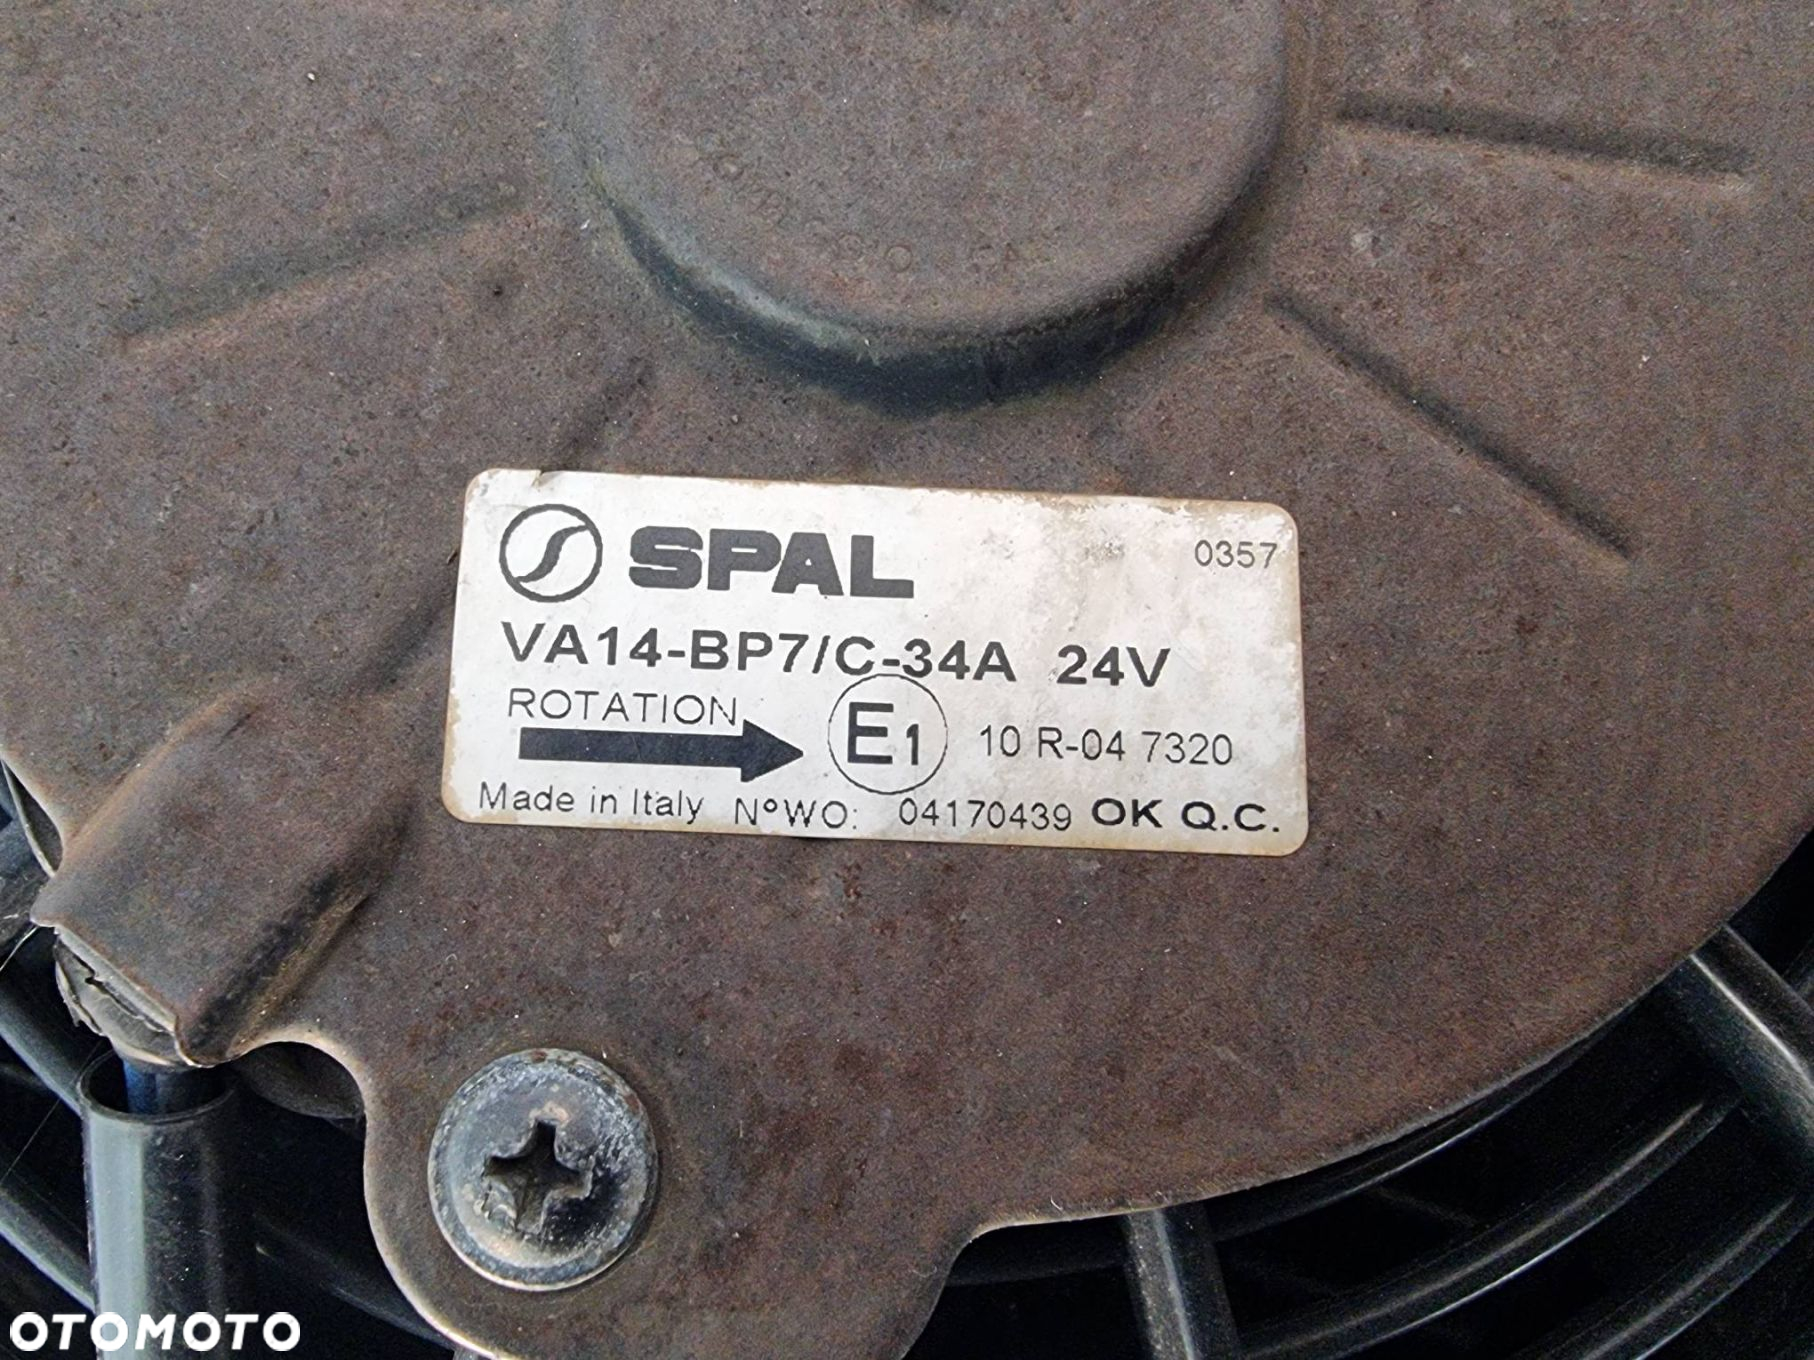 SPAL
0357
VA14-BP7/C-34A 24V
ROTATION
E1 10 R-04 7320
Made in Italy N°WO: 04170439 OK Q.C.
OTOMOTO